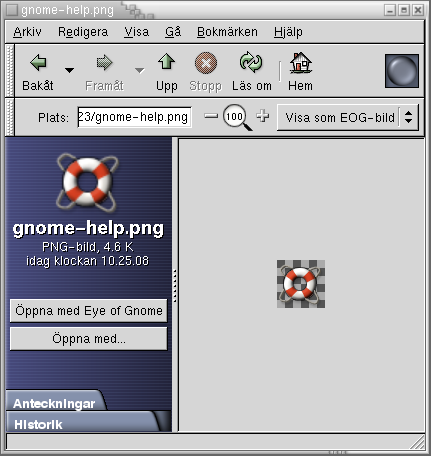 gnome-help.png
Arkiv Redigera Visa Gå Bokmärken Hjälp
Bakåt Framåt Upp Stopp Läs om Hem
Plats: 23/gnome-help.png 100 Visa som EOG-bild
gnome-help.png
PNG-bild, 4.6 K
idag klockan 10.25.08
Öppna med Eye of Gnome
Öppna med...
Anteckningar
Historik